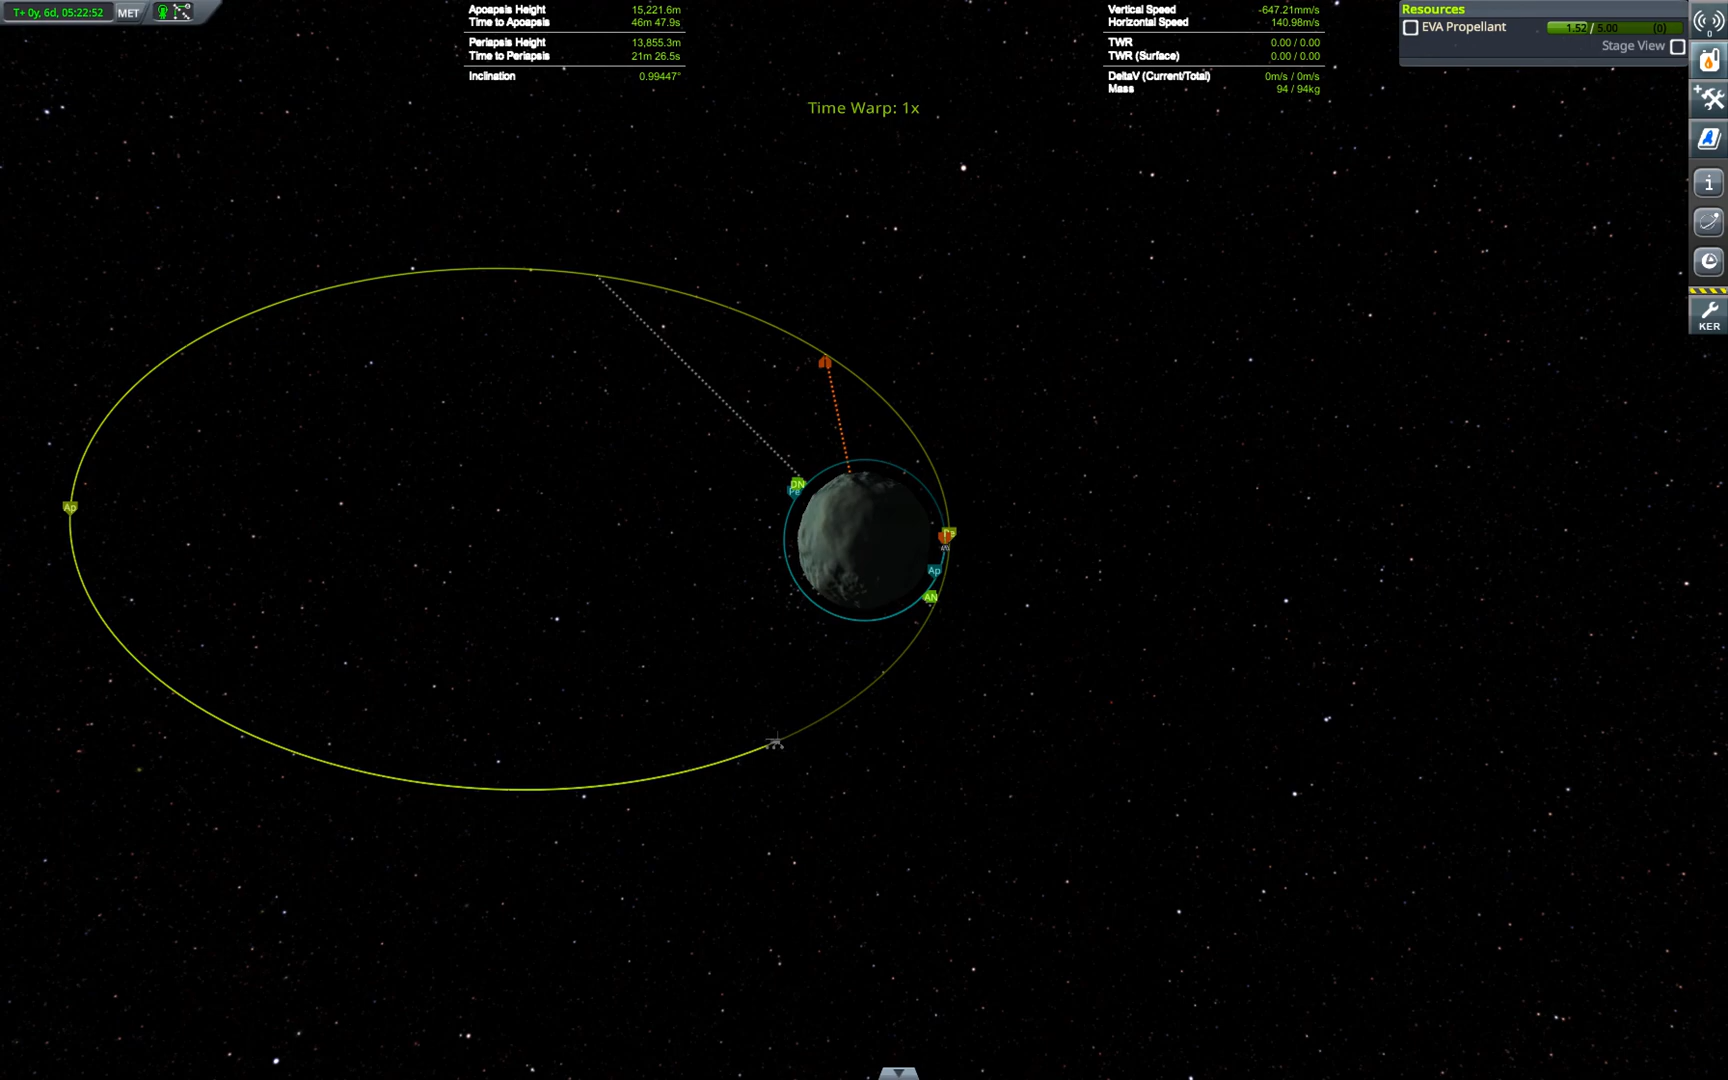 T+ 0y, 6d, 05:22:52 MET
Apoapsis Height 15,221.6m
Time to Apoapsis 46m 47.9s
Periapsis Height 13,855.3m
Time to Periapsis 21m 26.5s
Inclination 0.99447°
Vertical Speed -647.21mm/s
Horizontal Speed 140.98m/s
TWR 0.00 / 0.00
TWR (Surface) 0.00 / 0.00
DeltaV (Current/Total) 0m/s / 0m/s
Mass 94 / 94kg
Resources
EVA Propellant 1.52 / 5.00 (0)
Stage View
0
Time Warp: 1x
KER
DN
Pe
Ap
Pe
Ap
AN